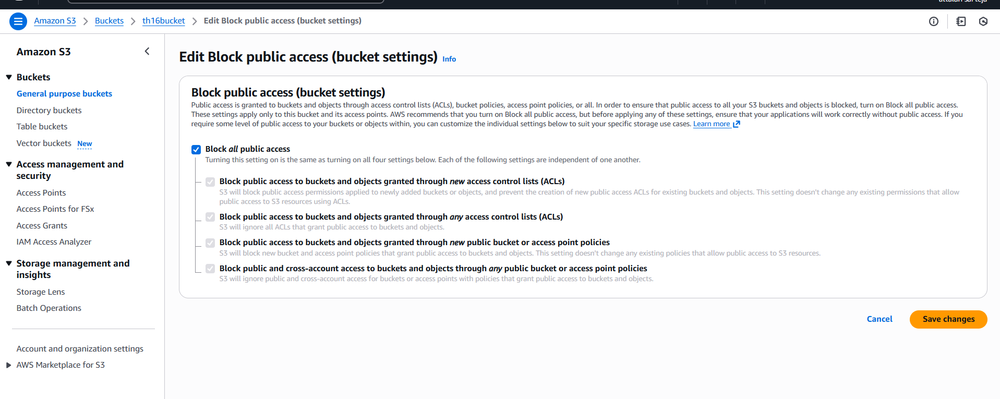 Amazon S3 > Buckets > th16bucket > Edit Block public access (bucket settings)
Amazon S3
Buckets
General purpose buckets
Directory buckets
Table buckets
Vector buckets New
Access management and
security
Access Points
Access Points for FSx
Access Grants
IAM Access Analyzer
Storage management and
insights
Storage Lens
Batch Operations
Account and organization settings
AWS Marketplace for S3
Edit Block public access (bucket settings) Info
Block public access (bucket settings)
Public access is granted to buckets and objects through access control lists (ACLs), bucket policies, access point policies, or all. In order to ensure that public access to all your S3 buckets and objects is blocked, turn on Block all public access.
These settings apply only to this bucket and its access points. AWS recommends that you turn on Block all public access, but before applying any of these settings, ensure that your applications will work correctly without public access. If you
require some level of public access to your buckets or objects within, you can customize the individual settings below to suit your specific storage use cases. Learn more
Block all public access
Turning this setting on is the same as turning on all four settings below. Each of the following settings are independent of one another.
Block public access to buckets and objects granted through new access control lists (ACLs)
S3 will block public access permissions applied to newly added buckets or objects, and prevent the creation of new public access ACLs for existing buckets and objects. This setting doesn't change any existing permissions that allow
public access to S3 resources using ACLs.
Block public access to buckets and objects granted through any access control lists (ACLs)
S3 will ignore all ACLs that grant public access to buckets and objects.
Block public access to buckets and objects granted through new public bucket or access point policies
S3 will block new bucket and access point policies that grant public access to buckets and objects. This setting doesn't change any existing policies that allow public access to S3 resources.
Block public and cross-account access to buckets and objects through any public bucket or access point policies
S3 will ignore public and cross-account access for buckets or access points with policies that grant public access to buckets and objects.
Cancel
Save changes